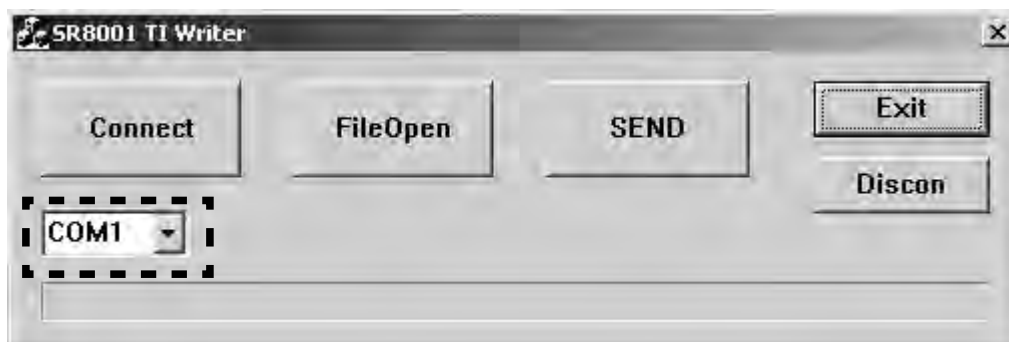 SR8001 TI Writer
Connect FileOpen SEND Exit
Discon
COM1